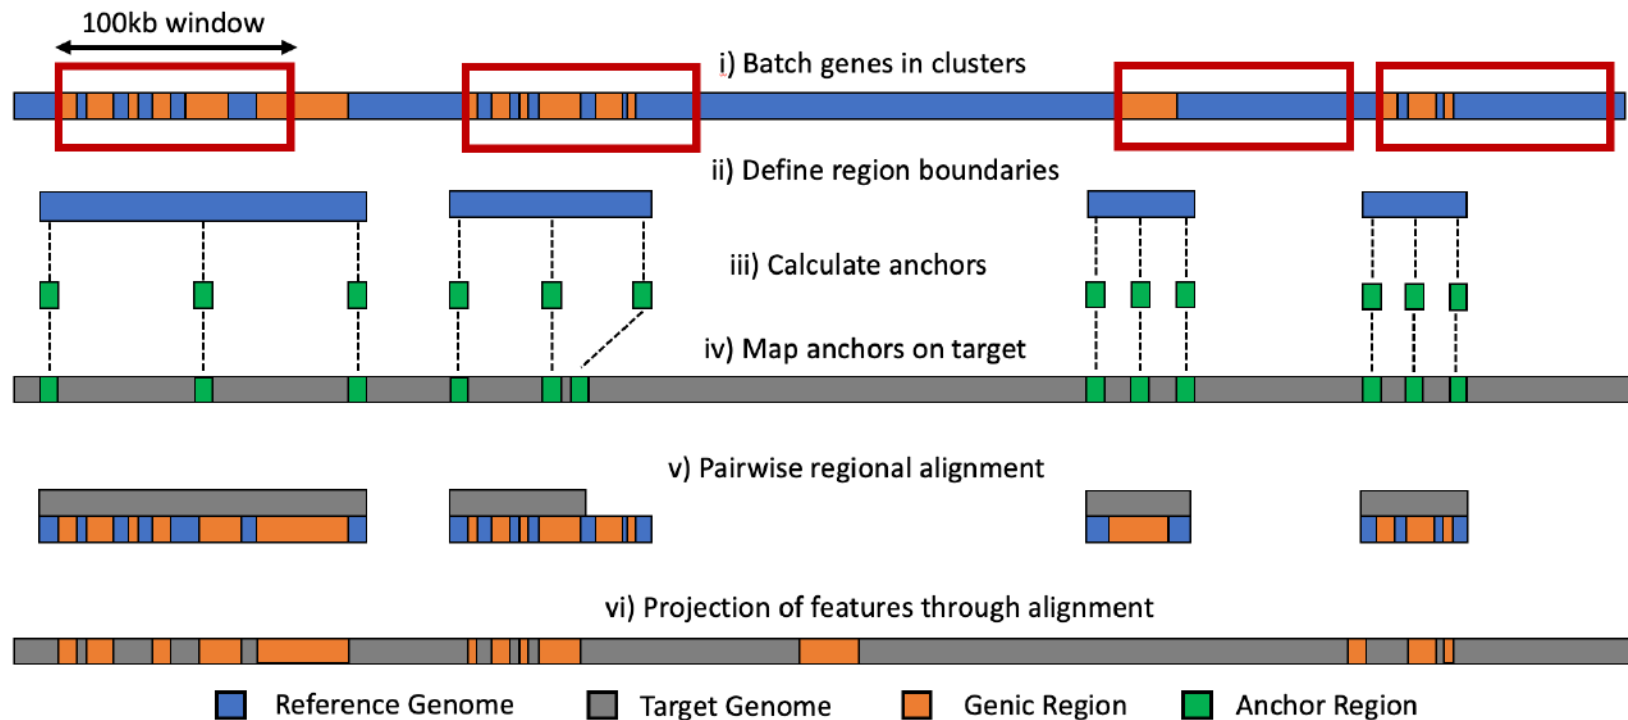 100kb window
i) Batch genes in clusters
ii) Define region boundaries
iii) Calculate anchors
iv) Map anchors on target
v) Pairwise regional alignment
vi) Projection of features through alignment
Reference Genome
Target Genome
Genic Region
Anchor Region